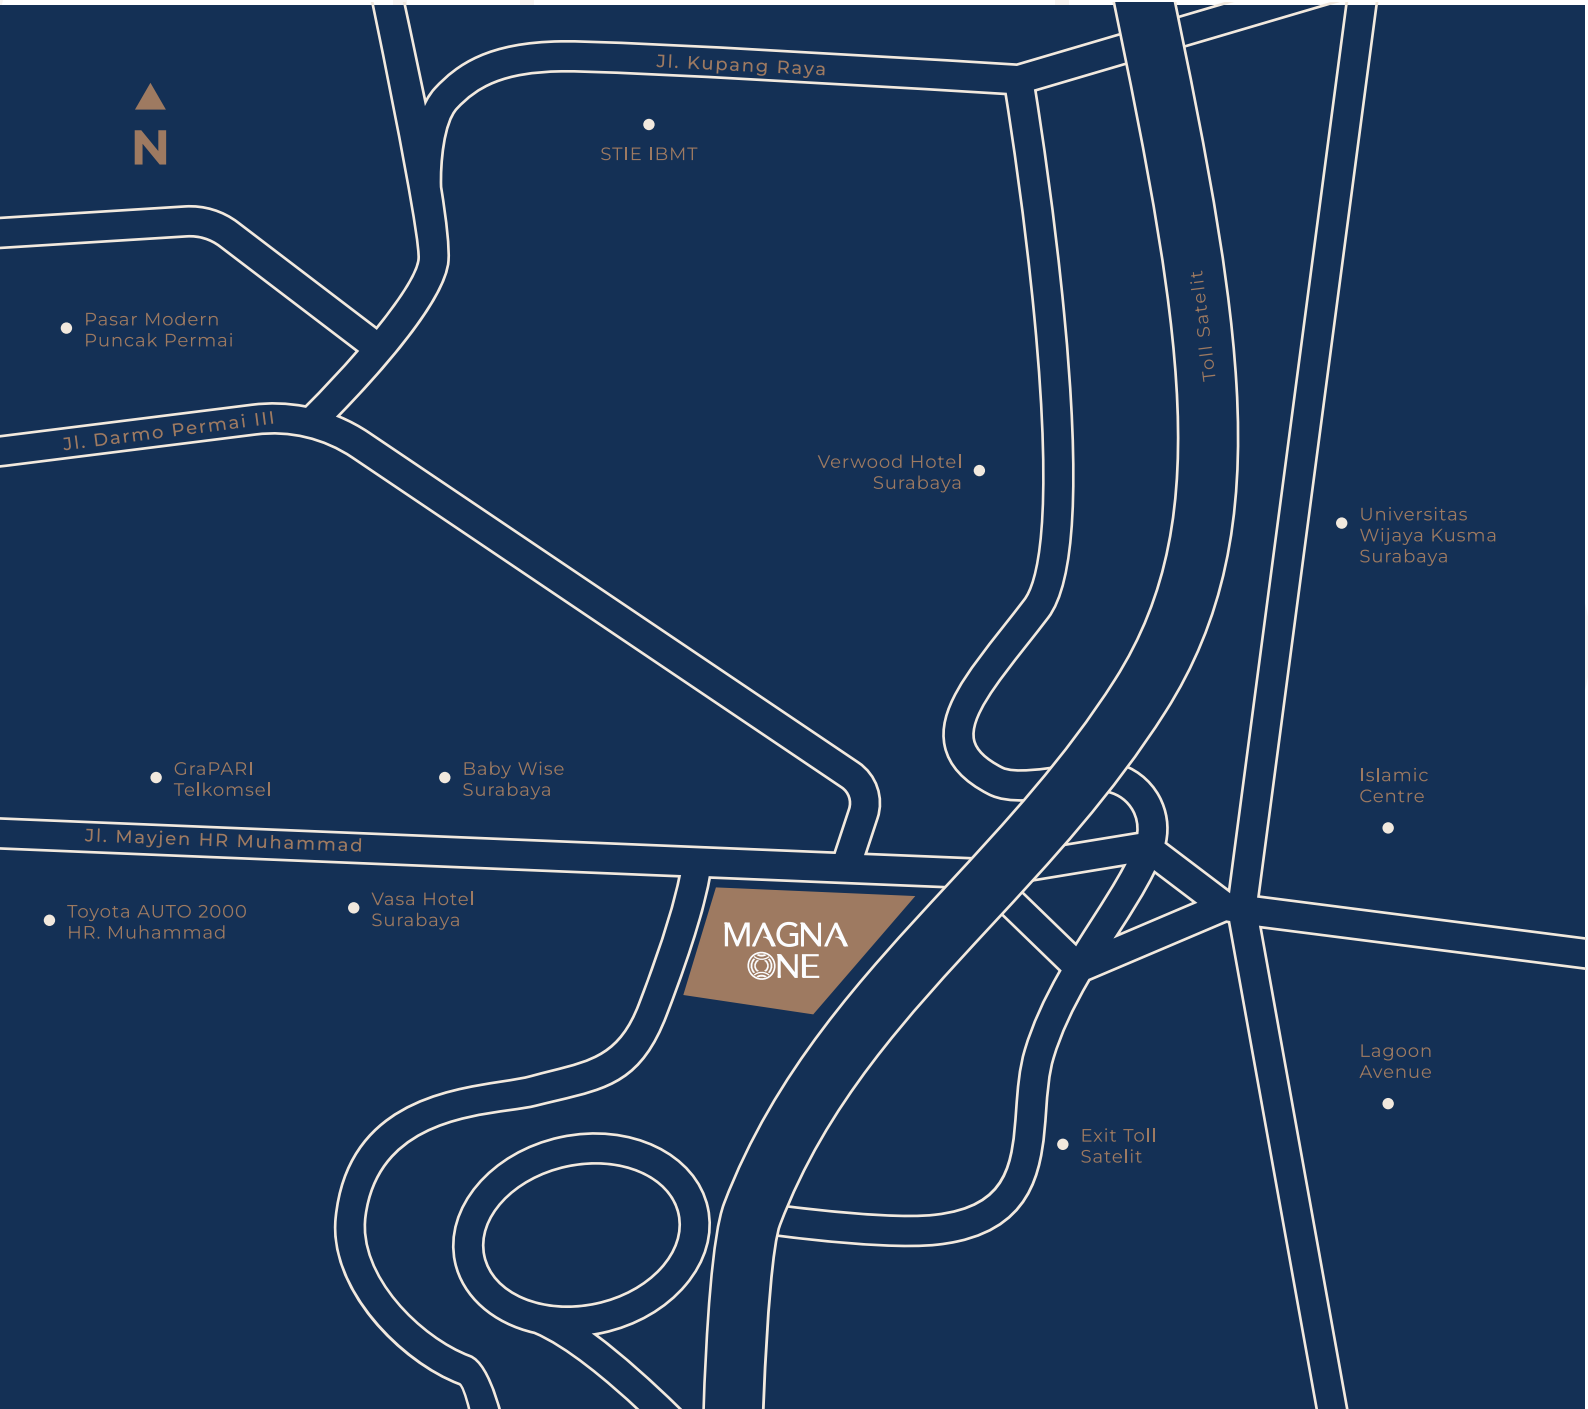 Jl. Kupang Raya
N
STIE IBMT
Toll Satelit
Pasar Modern
Puncak Permai
Jl. Darmo Permai III
Verwood Hotel
Surabaya
Universitas
Wijaya Kusma
Surabaya
GraPARI
Telkomsel
Baby Wise
Surabaya
Islamic
Centre
Jl. Mayjen HR Muhammad
Toyota AUTO 2000
HR. Muhammad
Vasa Hotel
Surabaya
MAGNA
ONE
Lagoon
Avenue
Exit Toll
Satelit